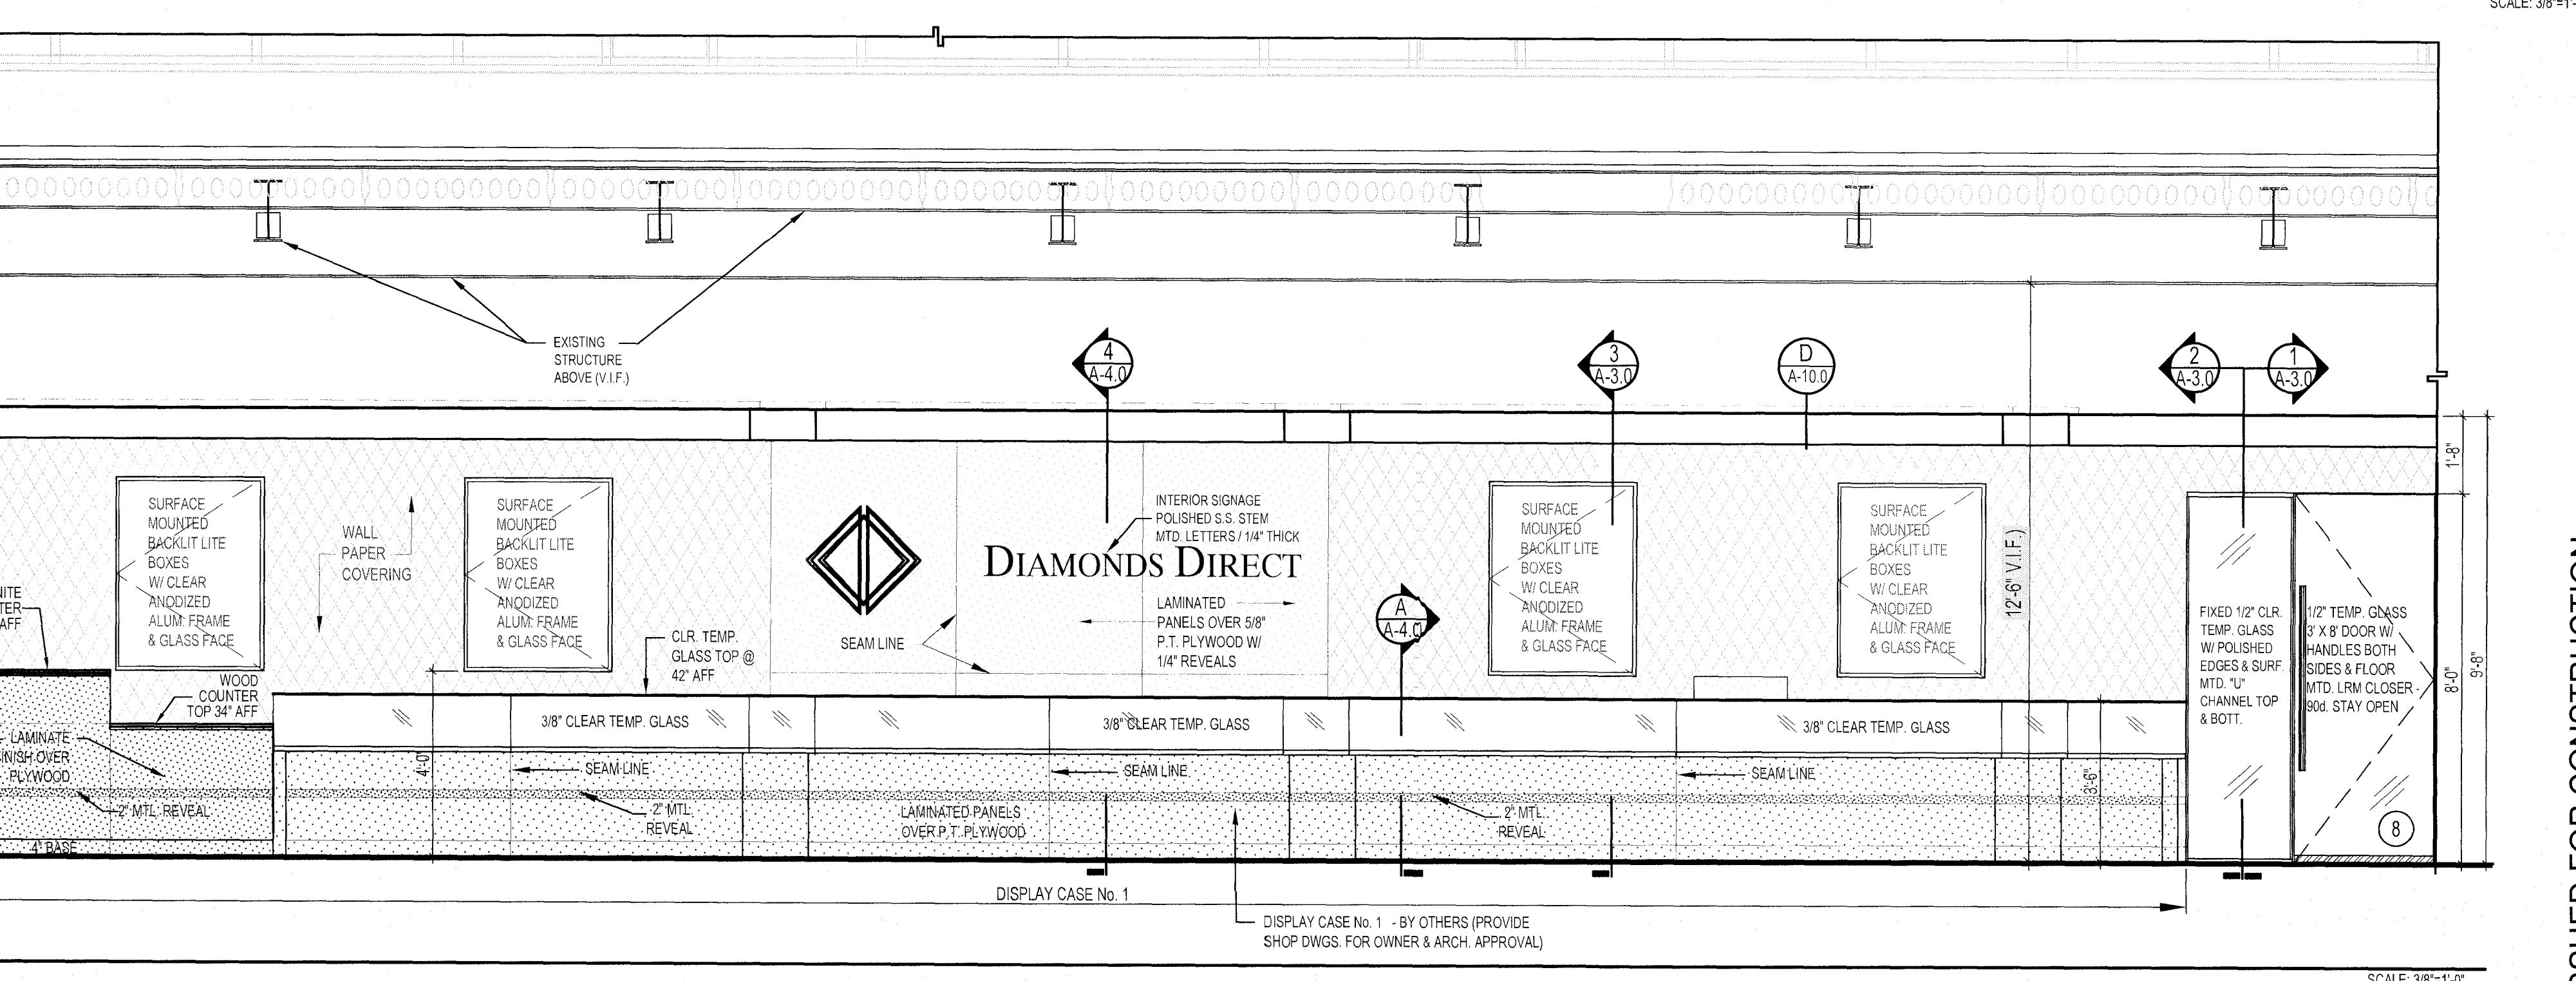 SCALE: 3/8"=1'-
EXISTING
STRUCTURE
ABOVE (V.I.F.)
4
A-4.0
3
A-3.0
D
A-10.0
2
A-3.0
1
A-3.0
1'-8"
SURFACE
MOUNTED
BACKLIT LITE
BOXES
W/ CLEAR
ANODIZED
ALUM. FRAME
& GLASS FACE
WALL
PAPER
COVERING
SURFACE
MOUNTED
BACKLIT LITE
BOXES
W/ CLEAR
ANODIZED
ALUM. FRAME
& GLASS FACE
INTERIOR SIGNAGE
POLISHED S.S. STEM
MTD. LETTERS / 1/4" THICK
DIAMONDS DIRECT
SURFACE
MOUNTED
BACKLIT LITE
BOXES
W/ CLEAR
ANODIZED
ALUM. FRAME
& GLASS FACE
SURFACE
MOUNTED
BACKLIT LITE
BOXES
W/ CLEAR
ANODIZED
ALUM. FRAME
& GLASS FACE
12'-6" V.I.F.)
NITE
TER
AFF
SEAM LINE
LAMINATED
PANELS OVER 5/8"
P.T. PLYWOOD W/
1/4" REVEALS
A
A-4.0
CLR. TEMP.
GLASS TOP @
42" AFF
FIXED 1/2" CLR.
TEMP. GLASS
W/ POLISHED
EDGES & SURF.
MTD. "U"
CHANNEL TOP
& BOTT.
1/2" TEMP. GLASS
3' X 8' DOOR W/
HANDLES BOTH
SIDES & FLOOR
MTD. LRM CLOSER -
90d. STAY OPEN
8'-0"
9'-8"
WOOD
COUNTER
TOP 34" AFF
3/8" CLEAR TEMP. GLASS
3/8" CLEAR TEMP. GLASS
3/8" CLEAR TEMP. GLASS
LAMINATE
INISH OVER
PLYWOOD
2" MTL. REVEAL
4" BASE
4'-0"
SEAM LINE
2" MTL.
REVEAL
LAMINATED PANELS
OVER P.T. PLYWOOD
SEAM LINE
2" MTL.
REVEAL
SEAM LINE
3'-6"
8
DISPLAY CASE No. 1
DISPLAY CASE No. 1 - BY OTHERS (PROVIDE
SHOP DWGS. FOR OWNER & ARCH. APPROVAL)
SCALE: 3/8"=1'-0"
FOR CONSTRUCTION